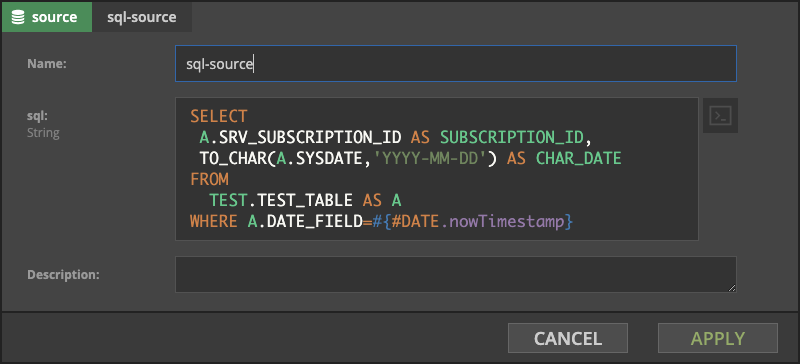 source sql-source
Name: sql-source
sql:
String
SELECT
A.SRV_SUBSCRIPTION_ID AS SUBSCRIPTION_ID,
TO_CHAR(A.SYSDATE,'YYYY-MM-DD') AS CHAR_DATE
FROM
TEST.TEST_TABLE AS A
WHERE A.DATE_FIELD=#{#DATE.nowTimestamp}
Description:
CANCEL APPLY